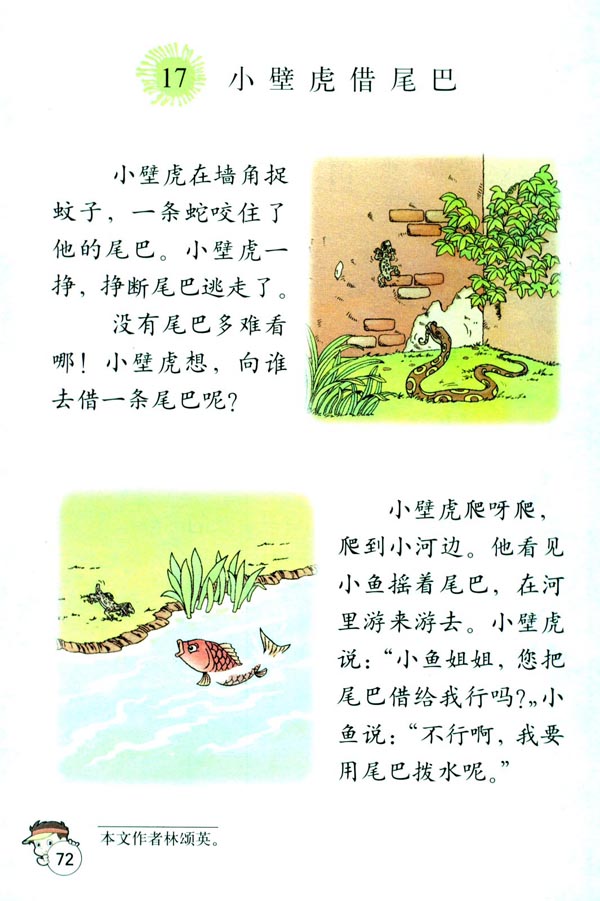 17 小壁虎借尾巴
小壁虎在墙角捉
蚊子，一条蛇咬住了
他的尾巴。小壁虎一
挣，挣断尾巴逃走了。
没有尾巴多难看
哪！小壁虎想，向谁
去借一条尾巴呢？
小壁虎爬呀爬，
爬到小河边。他看见
小鱼摇着尾巴，在河
里游来游去。小壁虎
说：“小鱼姐姐，您把
尾巴借给我行吗？”小
鱼说：“不行啊，我要
用尾巴拨水呢。”
本文作者林颂英。
72